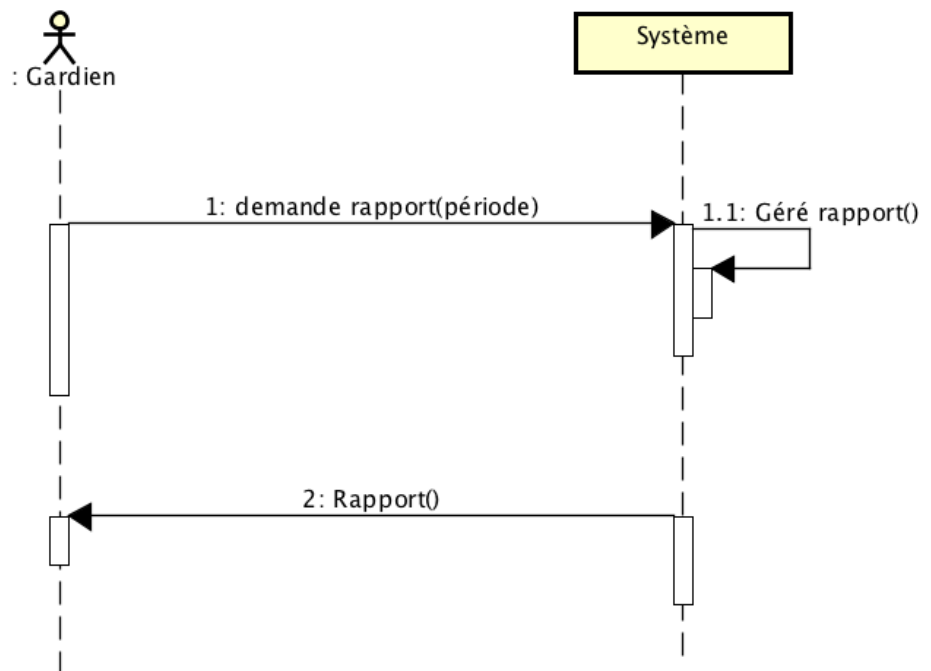 : Gardien
Système
1: demande rapport(période)
1.1: Géré rapport()
2: Rapport()